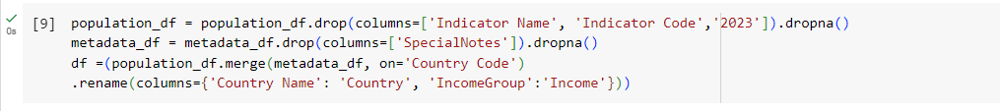 [9] population_df = population_df.drop(columns=['Indicator Name', 'Indicator Code','2023']).dropna()
0s metadata_df = metadata_df.drop(columns=['SpecialNotes']).dropna()
df =(population_df.merge(metadata_df, on='Country Code')
.rename(columns={'Country Name': 'Country', 'IncomeGroup':'Income'}))